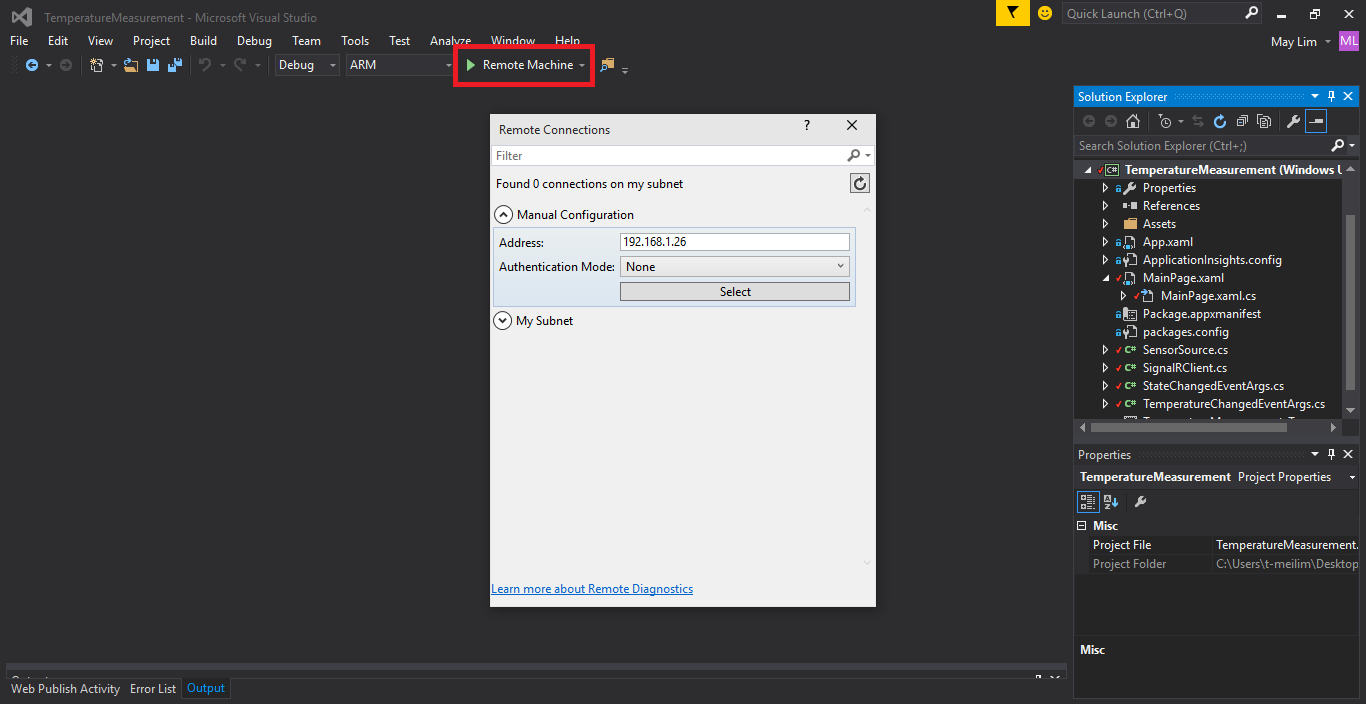 TemperatureMeasurement - Microsoft Visual Studio
Quick Launch (Ctrl+Q)
File Edit View Project Build Debug Team Tools Test Analyze Window Help
May Lim
ML
Debug
ARM
Remote Machine
Remote Connections
?
Filter
Found 0 connections on my subnet
Manual Configuration
Address: 192.168.1.26
Authentication Mode: None
Select
My Subnet
Learn more about Remote Diagnostics
Solution Explorer
Search Solution Explorer (Ctrl+;)
C# TemperatureMeasurement (Windows U
Properties
References
Assets
App.xaml
ApplicationInsights.config
MainPage.xaml
MainPage.xaml.cs
Package.appxmanifest
packages.config
C# SensorSource.cs
C# SignalRClient.cs
C# StateChangedEventArgs.cs
C# TemperatureChangedEventArgs.cs
Properties
TemperatureMeasurement Project Properties
Misc
Project File TemperatureMeasurement.
Project Folder C:\Users\t-meilim\Desktop
Misc
Web Publish Activity Error List Output